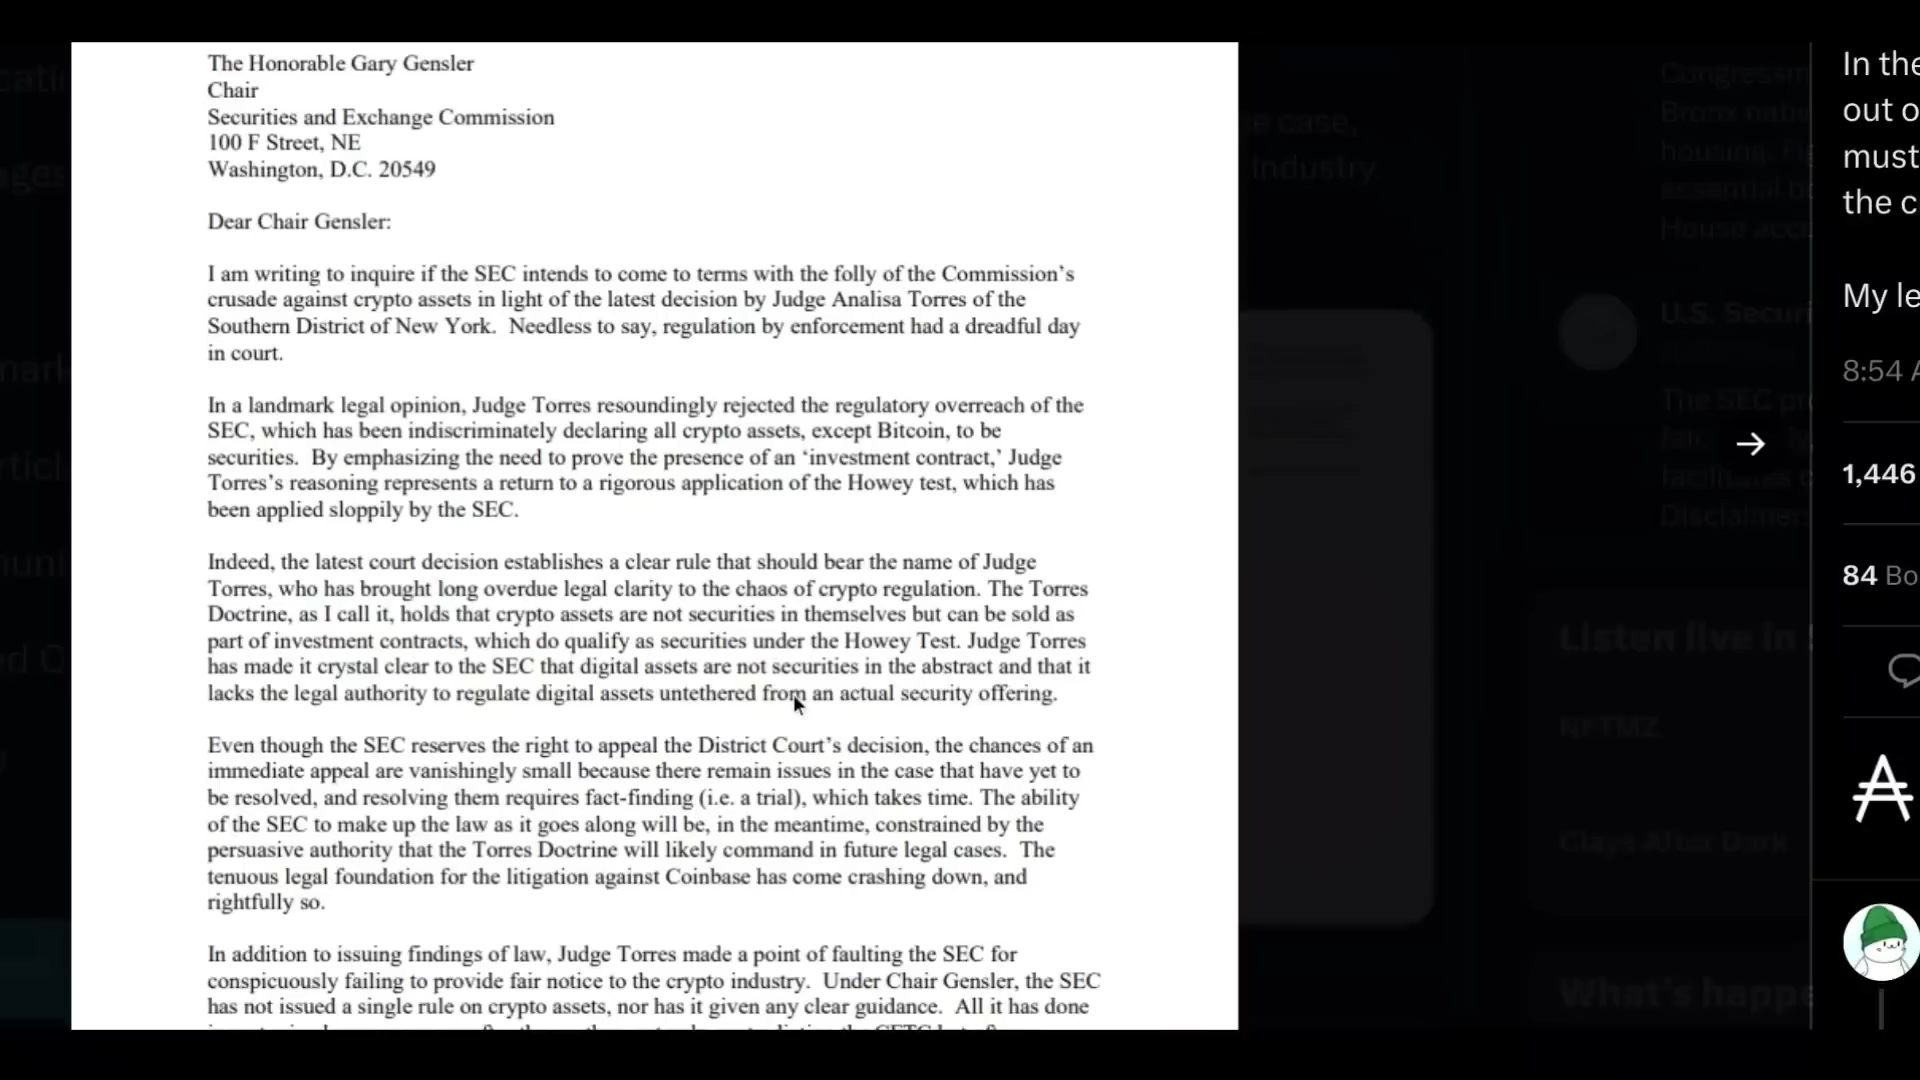 The Honorable Gary Gensler
Chair
Securities and Exchange Commission
100 F Street, NE
Washington, D.C. 20549
Dear Chair Gensler:
I am writing to inquire if the SEC intends to come to terms with the folly of the Commission’s
crusade against crypto assets in light of the latest decision by Judge Analisa Torres of the
Southern District of New York.  Needless to say, regulation by enforcement had a dreadful day
in court.
In a landmark legal opinion, Judge Torres resoundingly rejected the regulatory overreach of the
SEC, which has been indiscriminately declaring all crypto assets, except Bitcoin, to be
securities.  By emphasizing the need to prove the presence of an ‘investment contract,’ Judge
Torres’s reasoning represents a return to a rigorous application of the Howey test, which has
been applied sloppily by the SEC.
Indeed, the latest court decision establishes a clear rule that should bear the name of Judge
Torres, who has brought long overdue legal clarity to the chaos of crypto regulation. The Torres
Doctrine, as I call it, holds that crypto assets are not securities in themselves but can be sold as
part of investment contracts, which do qualify as securities under the Howey Test. Judge Torres
has made it crystal clear to the SEC that digital assets are not securities in the abstract and that it
lacks the legal authority to regulate digital assets untethered from an actual security offering.
Even though the SEC reserves the right to appeal the District Court’s decision, the chances of an
immediate appeal are vanishingly small because there remain issues in the case that have yet to
be resolved, and resolving them requires fact-finding (i.e. a trial), which takes time. The ability
of the SEC to make up the law as it goes along will be, in the meantime, constrained by the
persuasive authority that the Torres Doctrine will likely command in future legal cases.  The
tenuous legal foundation for the litigation against Coinbase has come crashing down, and
rightfully so.
In addition to issuing findings of law, Judge Torres made a point of faulting the SEC for
conspicuously failing to provide fair notice to the crypto industry.  Under Chair Gensler, the SEC
has not issued a single rule on crypto assets, nor has it given any clear guidance.  All it has done
e case,
Industry.
U.S. Securi
Listen live in
NFTMZ
Clays After Dark
What's happe
In the
out o
must
the c
My le
8:54 A
1,446
84 Bo